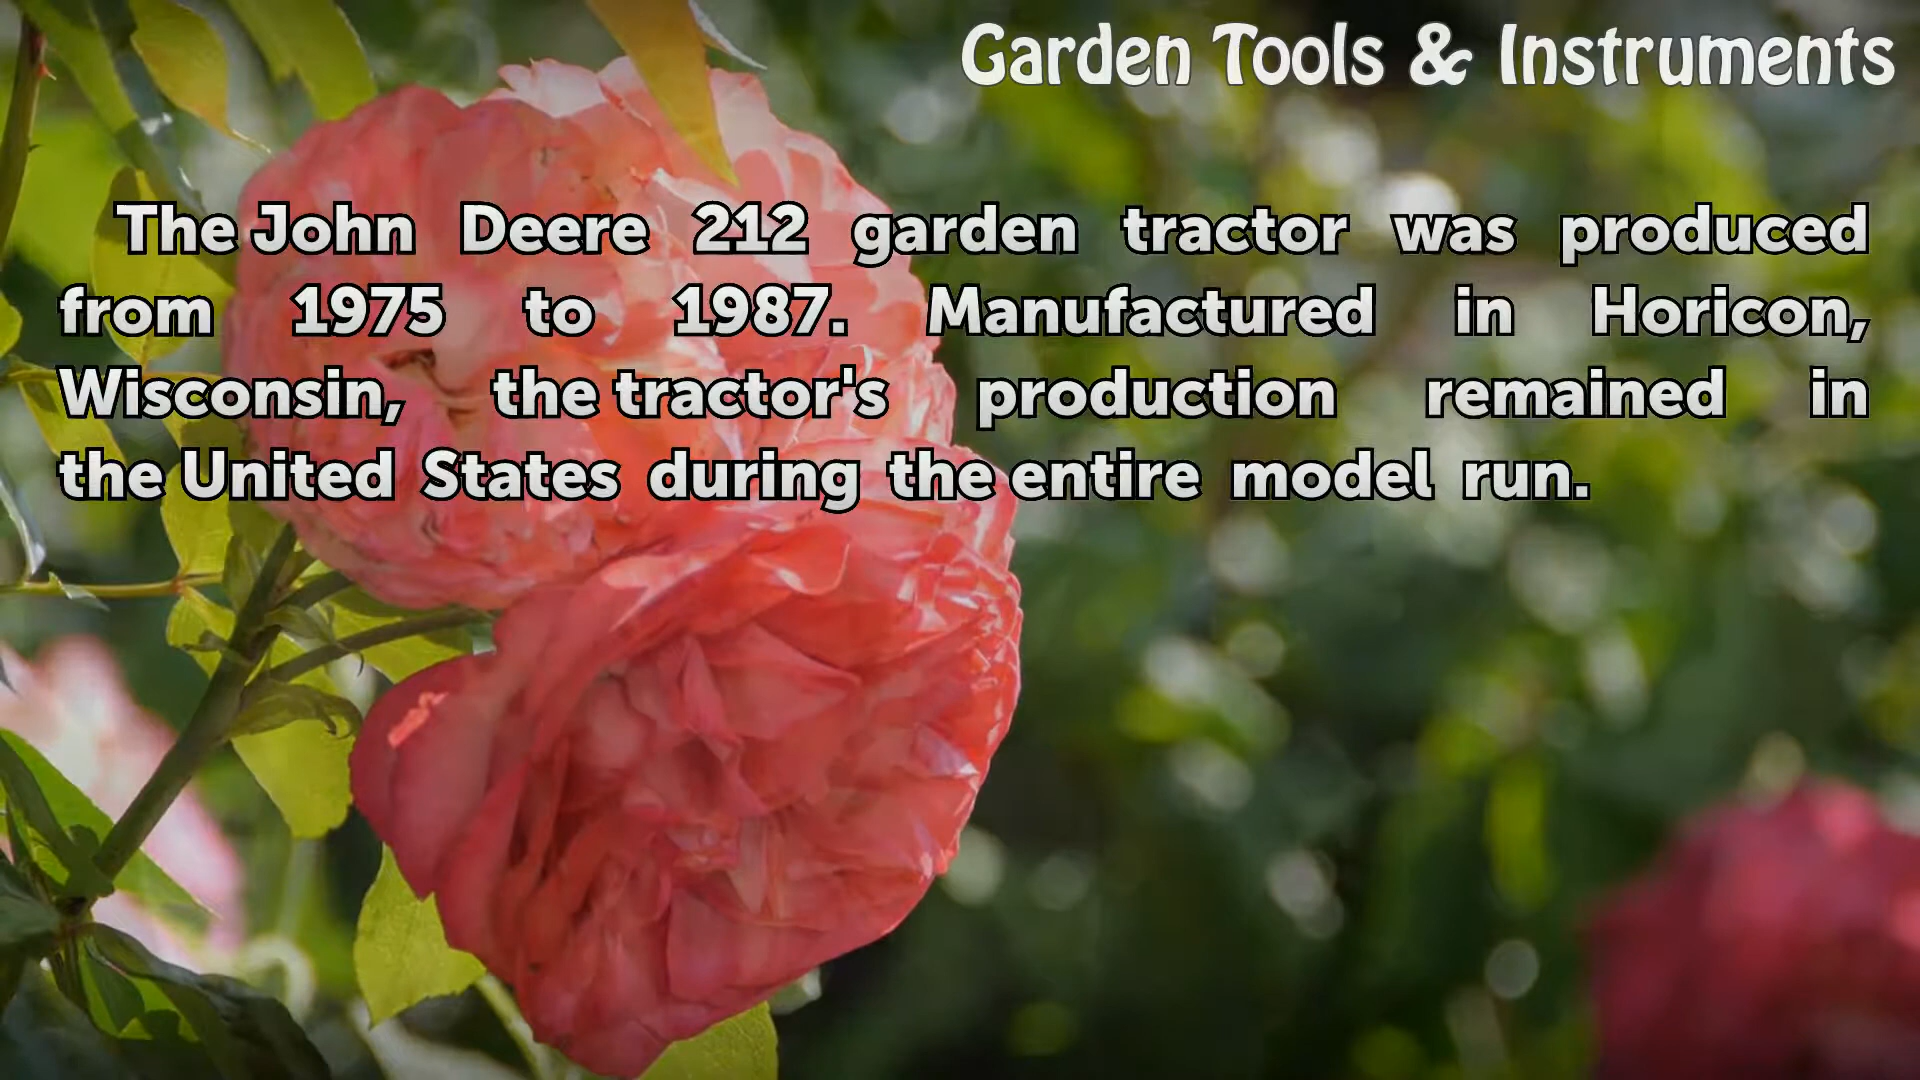 Garden Tools & Instruments
The John Deere 212 garden tractor was produced
from 1975 to 1987. Manufactured in Horicon,
Wisconsin, the tractor's production remained in
the United States during the entire model run.